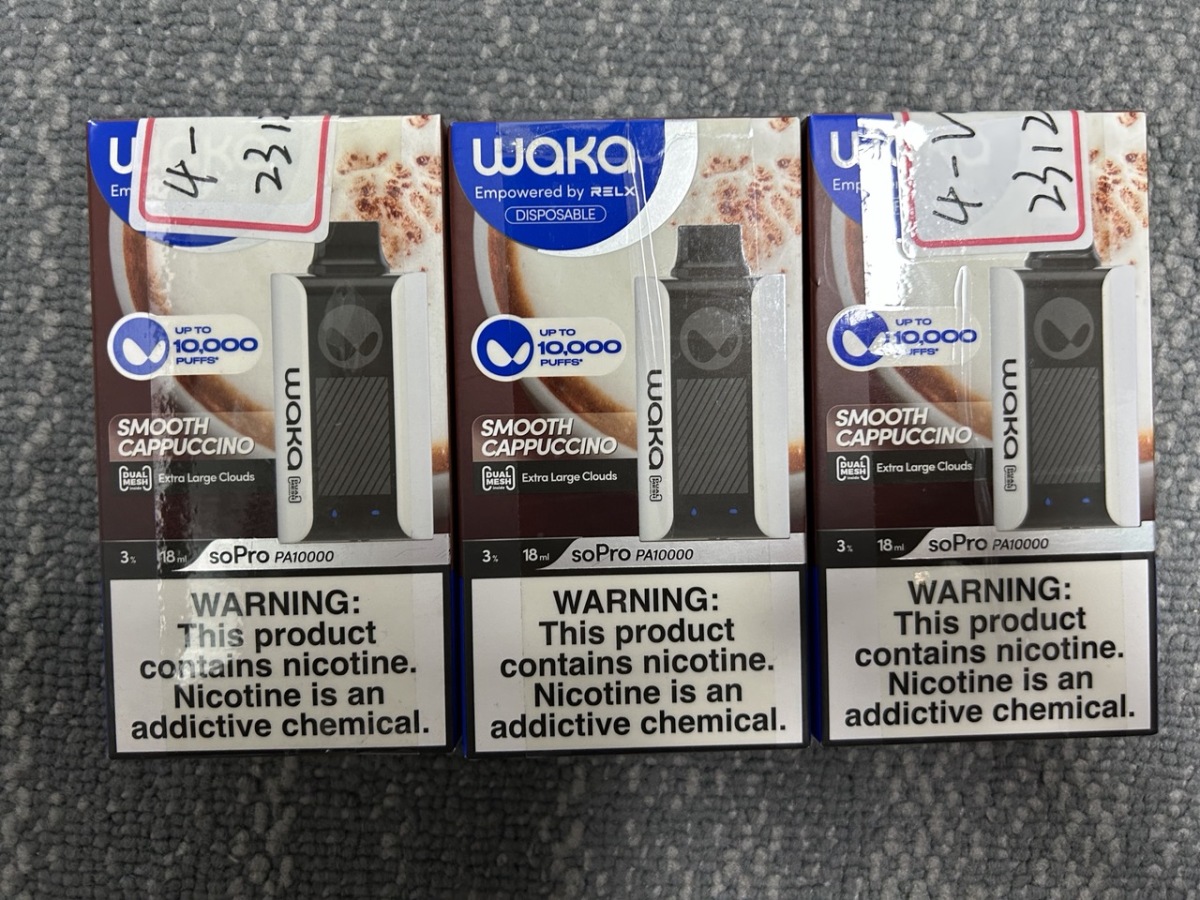 4-
2312
waka
Em
UP TO
10,000
PUFFS*
SMOOTH
CAPPUCCINO
DUAL
MESH
Extra Large Clouds
waka
3% 18ml soPro PA10000
WARNING:
This product
contains nicotine.
Nicotine is an
addictive chemical.
waka
Empowered by RELX
DISPOSABLE
UP TO
10,000
PUFFS*
SMOOTH
CAPPUCCINO
DUAL
MESH
Extra Large Clouds
waka
3% 18ml soPro PA10000
WARNING:
This product
contains nicotine.
Nicotine is an
addictive chemical.
4-V
2312
Emp
UP TO
10,000
PUFFS*
SMOOTH
CAPPUCCINO
DUAL
MESH
Extra Large Clouds
waka
3% 18ml soPro PA10000
WARNING:
This product
contains nicotine.
Nicotine is an
addictive chemical.